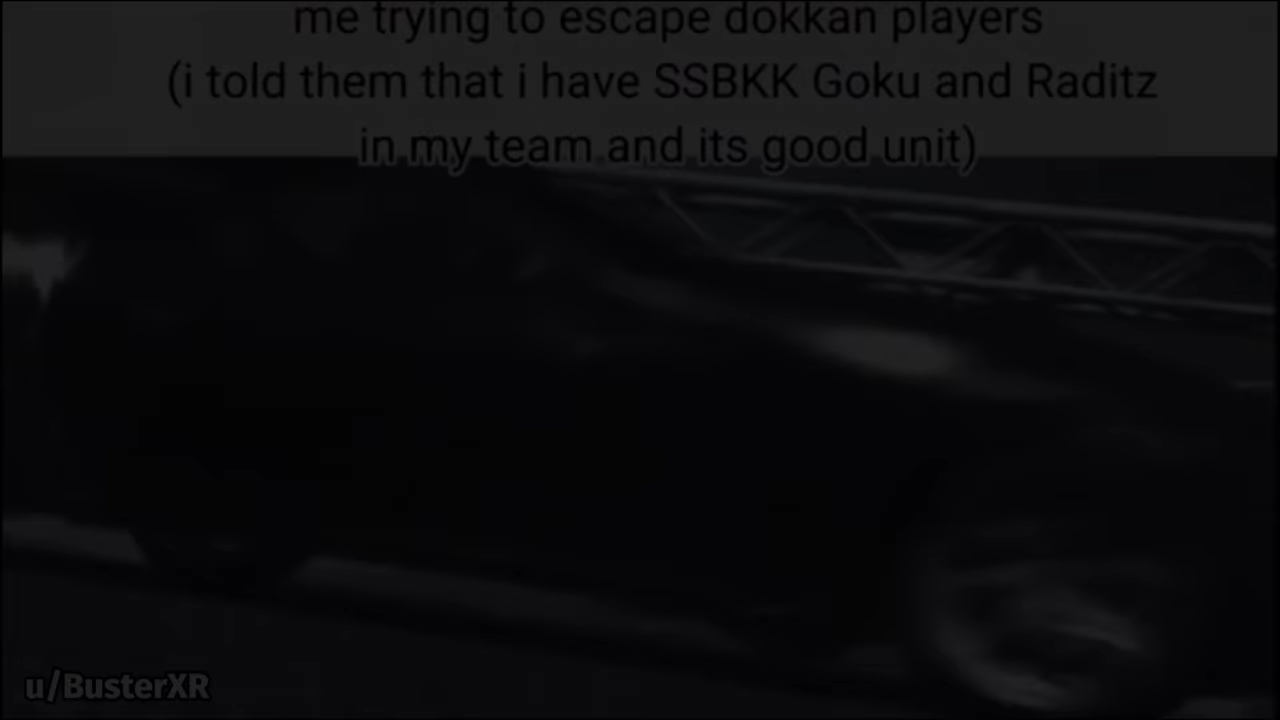 me trying to escape dokkan players
(i told them that i have SSBKK Goku and Raditz
in my team and its good unit)
u/BusterXR